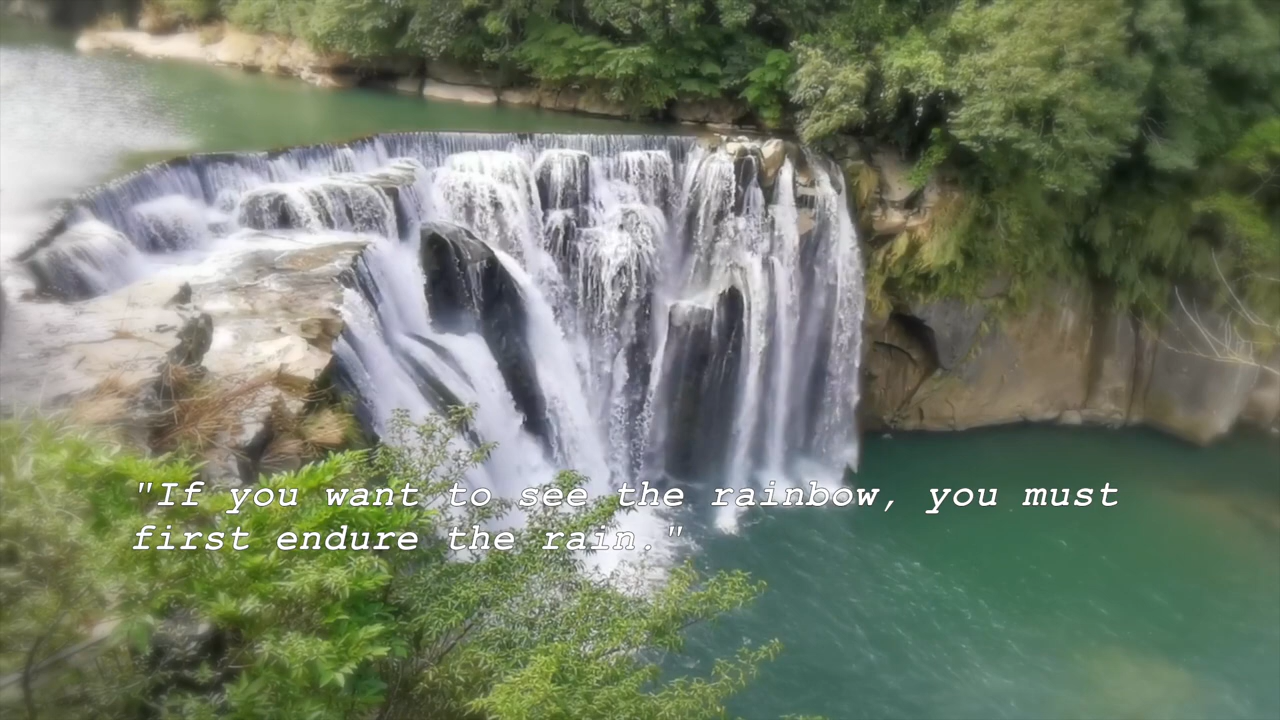 "If you want to see the rainbow, you must
first endure the rain."